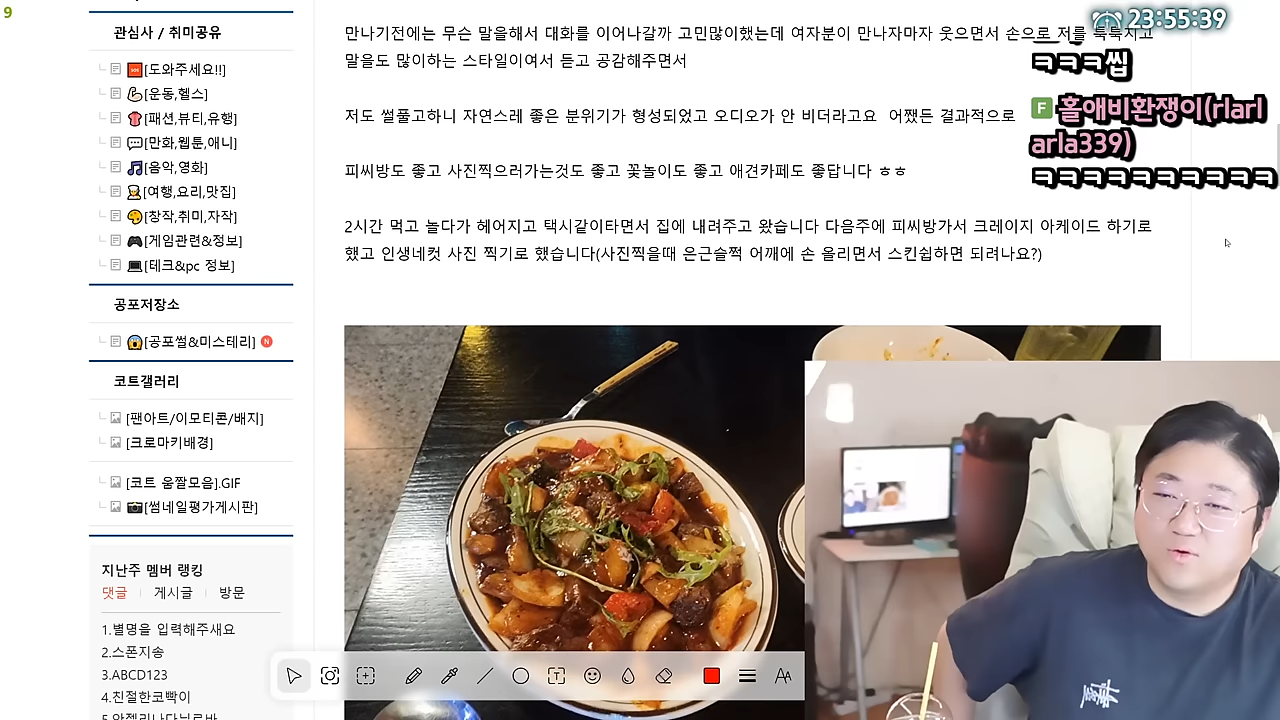 9
23:55:39
관심사 / 취미공유
[도와주세요!!]
[운동,헬스]
[패션,뷰티,유행]
[만화,웹툰,애니]
[음악,영화]
[여행,요리,맛집]
[창작,취미,자작]
[게임관련&정보]
[테크&pc 정보]
공포저장소
[공포썰&미스테리] N
코트갤러리
[팬아트/이모티콘/배지]
[크로마키배경]
[코트 움짤모음].GIF
[썸네일평가게시판]
지난주 멤버 랭킹
댓글 게시글 방문
1.별명을 입력해주새요
2.스폰지송
3.ABCD123
4.친절한코빡이
만나기전에는 무슨 말을해서 대화를 이어나갈까 고민많이했는데 여자분이 만나자마자 웃으면서 손으로 저를 툭툭치고
말을도 많이하는 스타일이여서 듣고 공감해주면서
저도 썰풀고하니 자연스레 좋은 분위기가 형성되었고 오디오가 안 비더라고요 어쨌든 결과적으로
피씨방도 좋고 사진찍으러가는것도 좋고 꽃놀이도 좋고 애견카페도 좋답니다 ㅎㅎ
2시간 먹고 놀다가 헤어지고 택시같이타면서 집에 내려주고 왔습니다 다음주에 피씨방가서 크레이지 아케이드 하기로
했고 인생네컷 사진 찍기로 했습니다(사진찍을때 은근슬쩍 어깨에 손 올리면서 스킨쉽하면 되려나요?)
ㅋㅋㅋ씹
F 홀애비환쟁이(rlarl
arla339)
ㅋㅋㅋㅋㅋㅋㅋㅋㅋㅋ